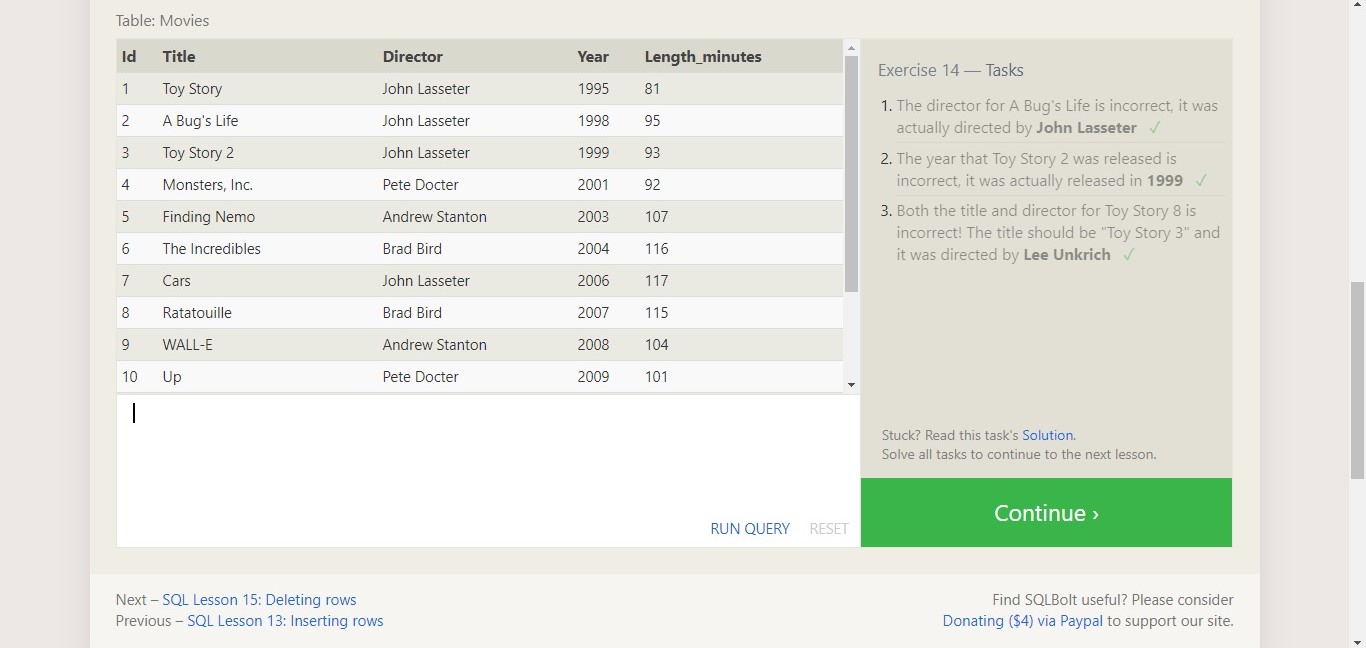 Table: Movies
Id Title Director Year Length_minutes
1 Toy Story John Lasseter 1995 81
2 A Bug's Life John Lasseter 1998 95
3 Toy Story 2 John Lasseter 1999 93
4 Monsters, Inc. Pete Docter 2001 92
5 Finding Nemo Andrew Stanton 2003 107
6 The Incredibles Brad Bird 2004 116
7 Cars John Lasseter 2006 117
8 Ratatouille Brad Bird 2007 115
9 WALL-E Andrew Stanton 2008 104
10 Up Pete Docter 2009 101
RUN QUERY RESET
Exercise 14 — Tasks
1. The director for A Bug's Life is incorrect, it was
actually directed by John Lasseter ✓
2. The year that Toy Story 2 was released is
incorrect, it was actually released in 1999 ✓
3. Both the title and director for Toy Story 8 is
incorrect! The title should be "Toy Story 3" and
it was directed by Lee Unkrich ✓
Stuck? Read this task's Solution.
Solve all tasks to continue to the next lesson.
Continue ›
Next – SQL Lesson 15: Deleting rows
Previous – SQL Lesson 13: Inserting rows
Find SQLBolt useful? Please consider
Donating ($4) via Paypal to support our site.